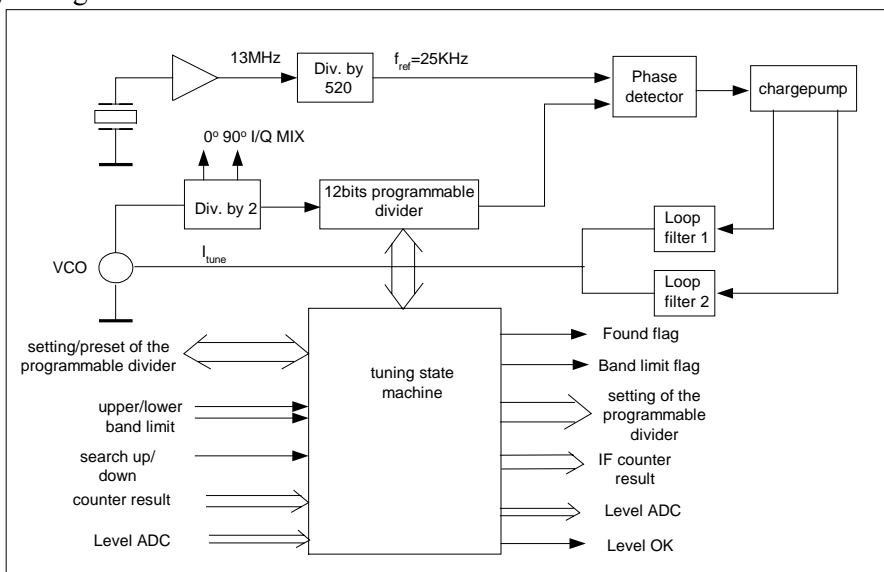 13MHz
Div. by
520
f_ref=25KHz
Phase
detector
chargepump
0° 90° I/Q MIX
Div. by 2
12bits programmable
divider
Loop
filter 1
VCO
I_tune
Loop
filter 2
setting/preset of the
programmable divider
upper/lower
band limit
search up/
down
counter result
Level ADC
tuning state
machine
Found flag
Band limit flag
setting of the
programmable
divider
IF counter
result
Level ADC
Level OK